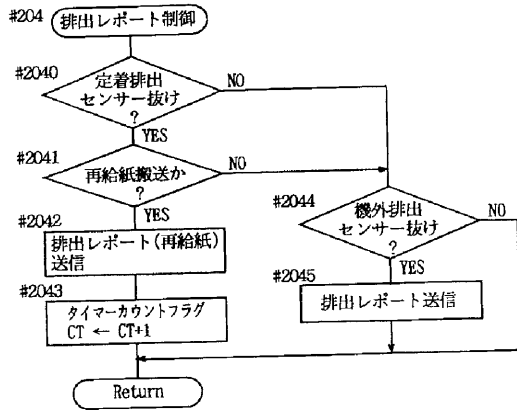 #204
排出レポート制御
#2040
定着排出
センサー抜け
?
NO
YES
#2041
再給紙搬送か
?
NO
YES
#2042
排出レポート(再給紙)
送信
#2043
タイマーカウントフラグ
CT ← CT+1
#2044
機外排出
センサー抜け
?
NO
YES
#2045
排出レポート送信
Return